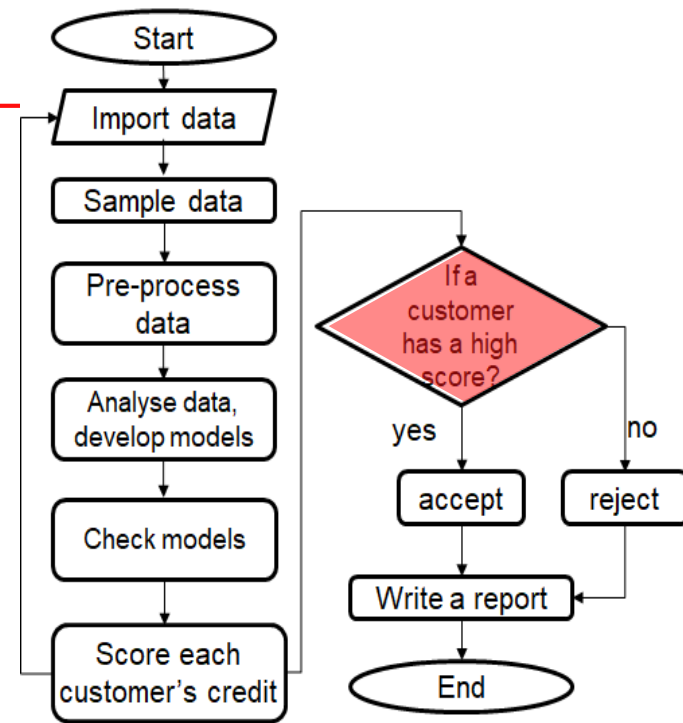 Start
Import data
Sample data
Pre-process
data
Analyse data,
develop models
Check models
Score each
customer's credit
If a
customer
has a high
score?
yes
no
accept
reject
Write a report
End